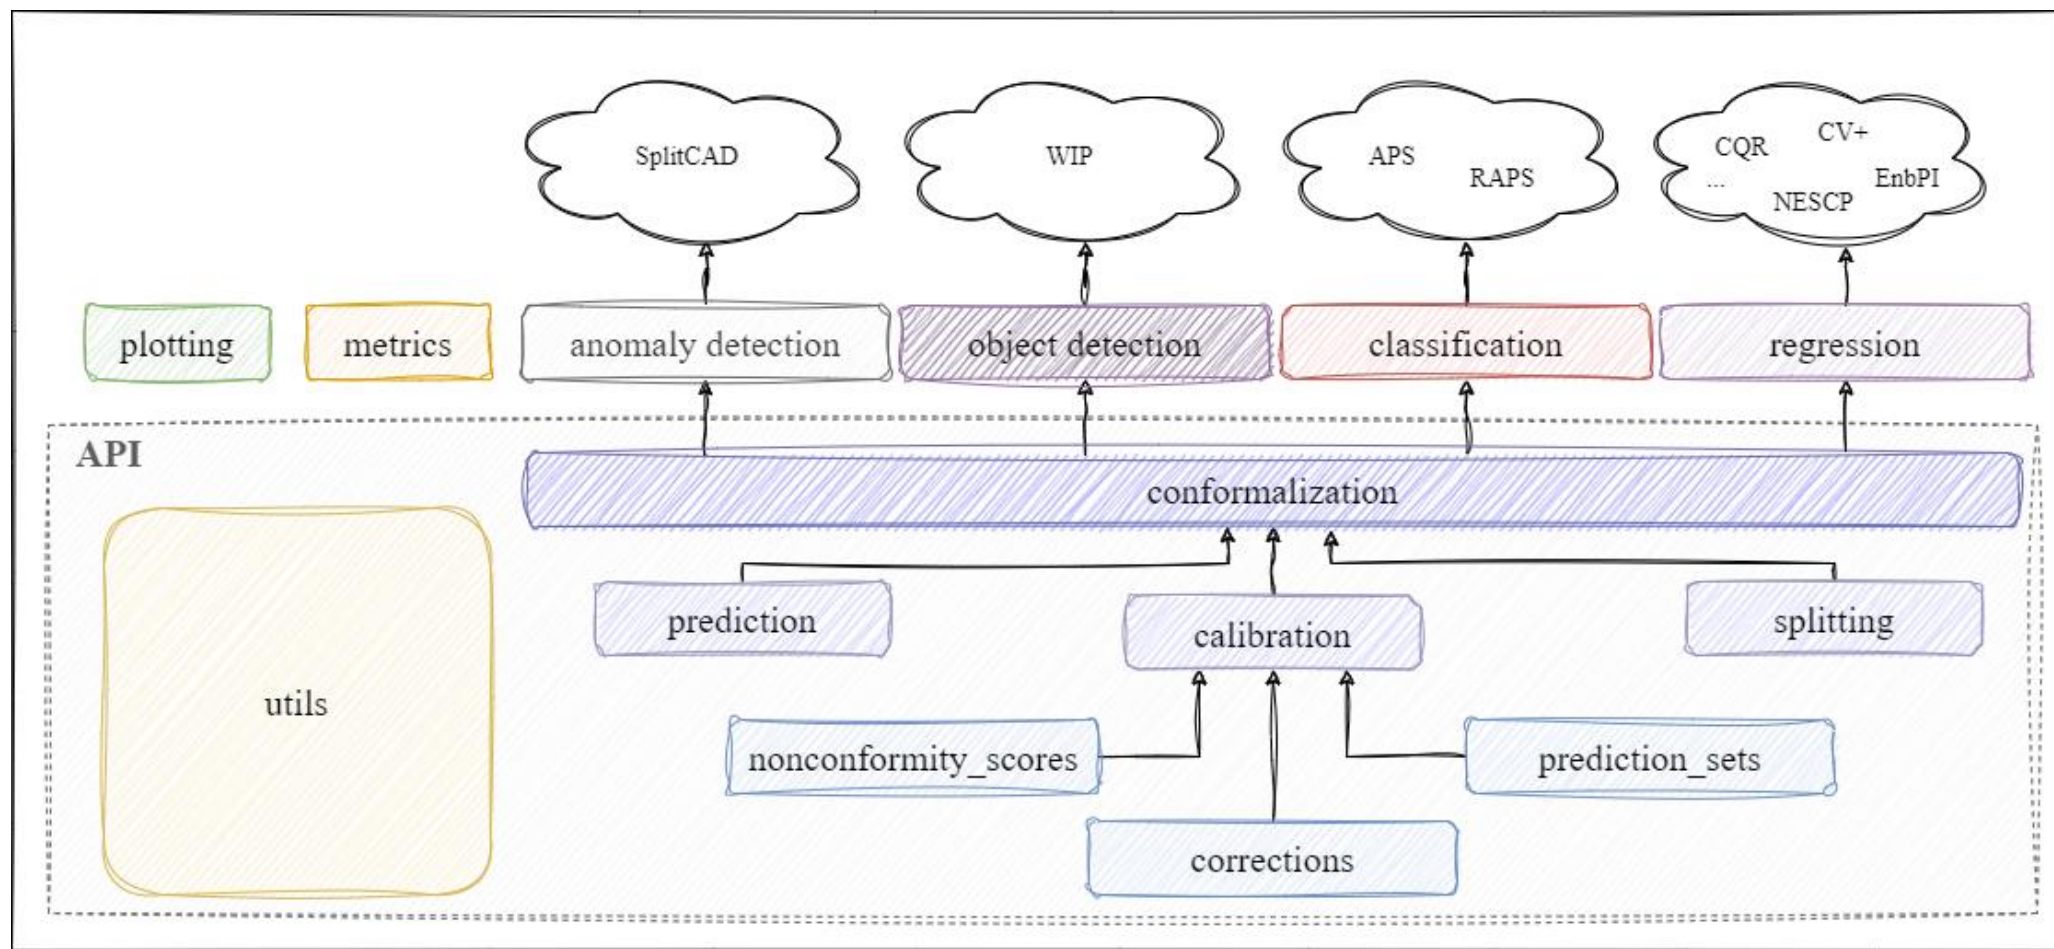 SplitCAD
WIP
APS
RAPS
CQR
CV+
...
EnbPI
NESCP
plotting
metrics
anomaly detection
object detection
classification
regression
API
conformalization
prediction
calibration
splitting
utils
nonconformity_scores
prediction_sets
corrections